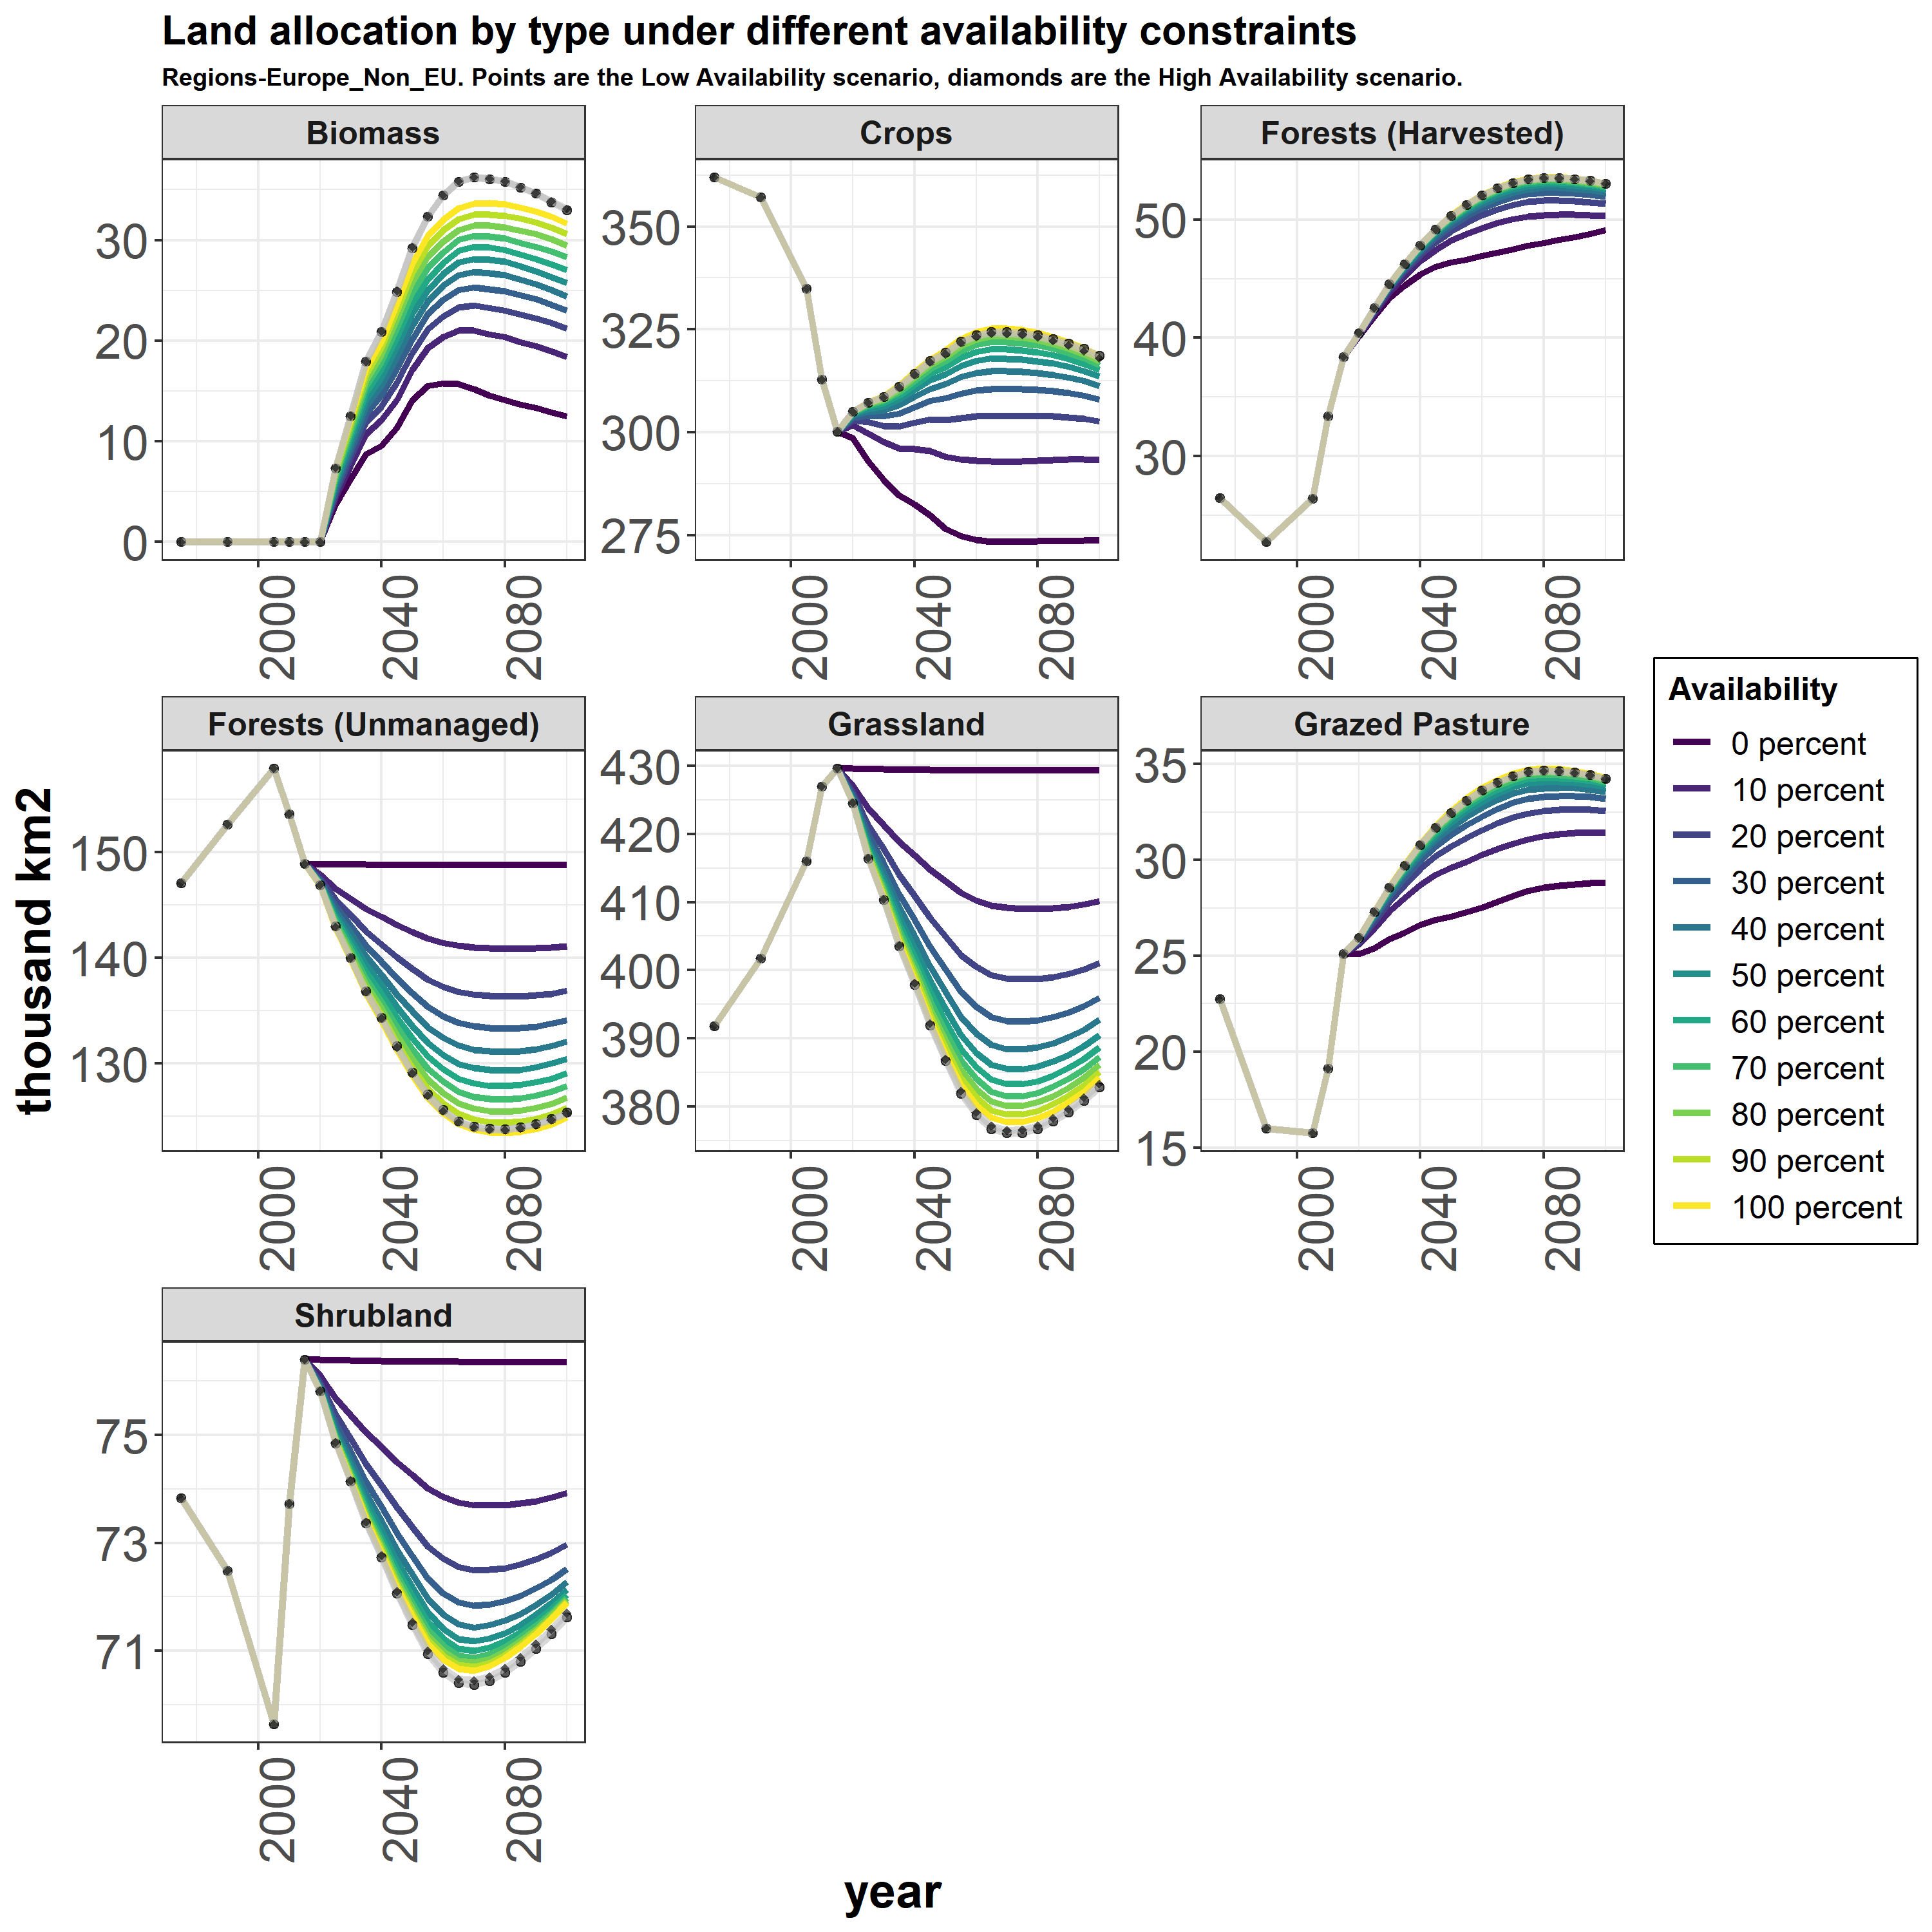 Land allocation by type under different availability constraints
Regions-Europe_Non_EU. Points are the Low Availability scenario, diamonds are the High Availability scenario.
Biomass
Crops
Forests (Harvested)
30
20
10
0
350
325
300
275
50
40
30
2000
2040
2080
2000
2040
2080
2000
2040
2080
Forests (Unmanaged)
Grassland
Grazed Pasture
150
140
130
430
420
410
400
390
380
35
30
25
20
15
2000
2040
2080
2000
2040
2080
2000
2040
2080
Shrubland
75
73
71
2000
2040
2080
thousand km2
year
Availability
0 percent
10 percent
20 percent
30 percent
40 percent
50 percent
60 percent
70 percent
80 percent
90 percent
100 percent